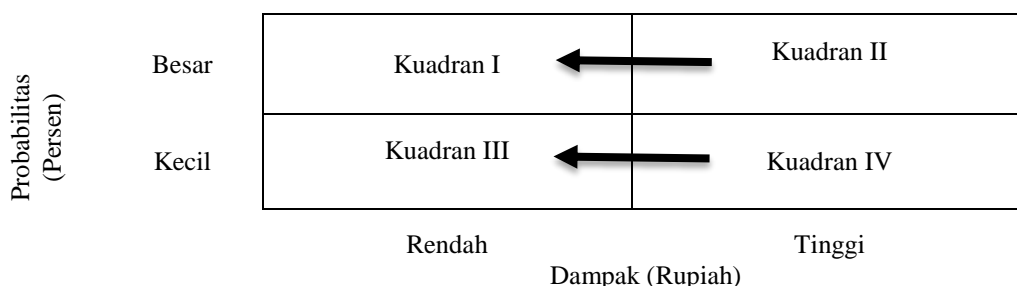 Probabilitas
(Persen)
Besar
Kuadran I
Kuadran II
Kecil
Kuadran III
Kuadran IV
Rendah
Tinggi
Dampak (Rupiah)